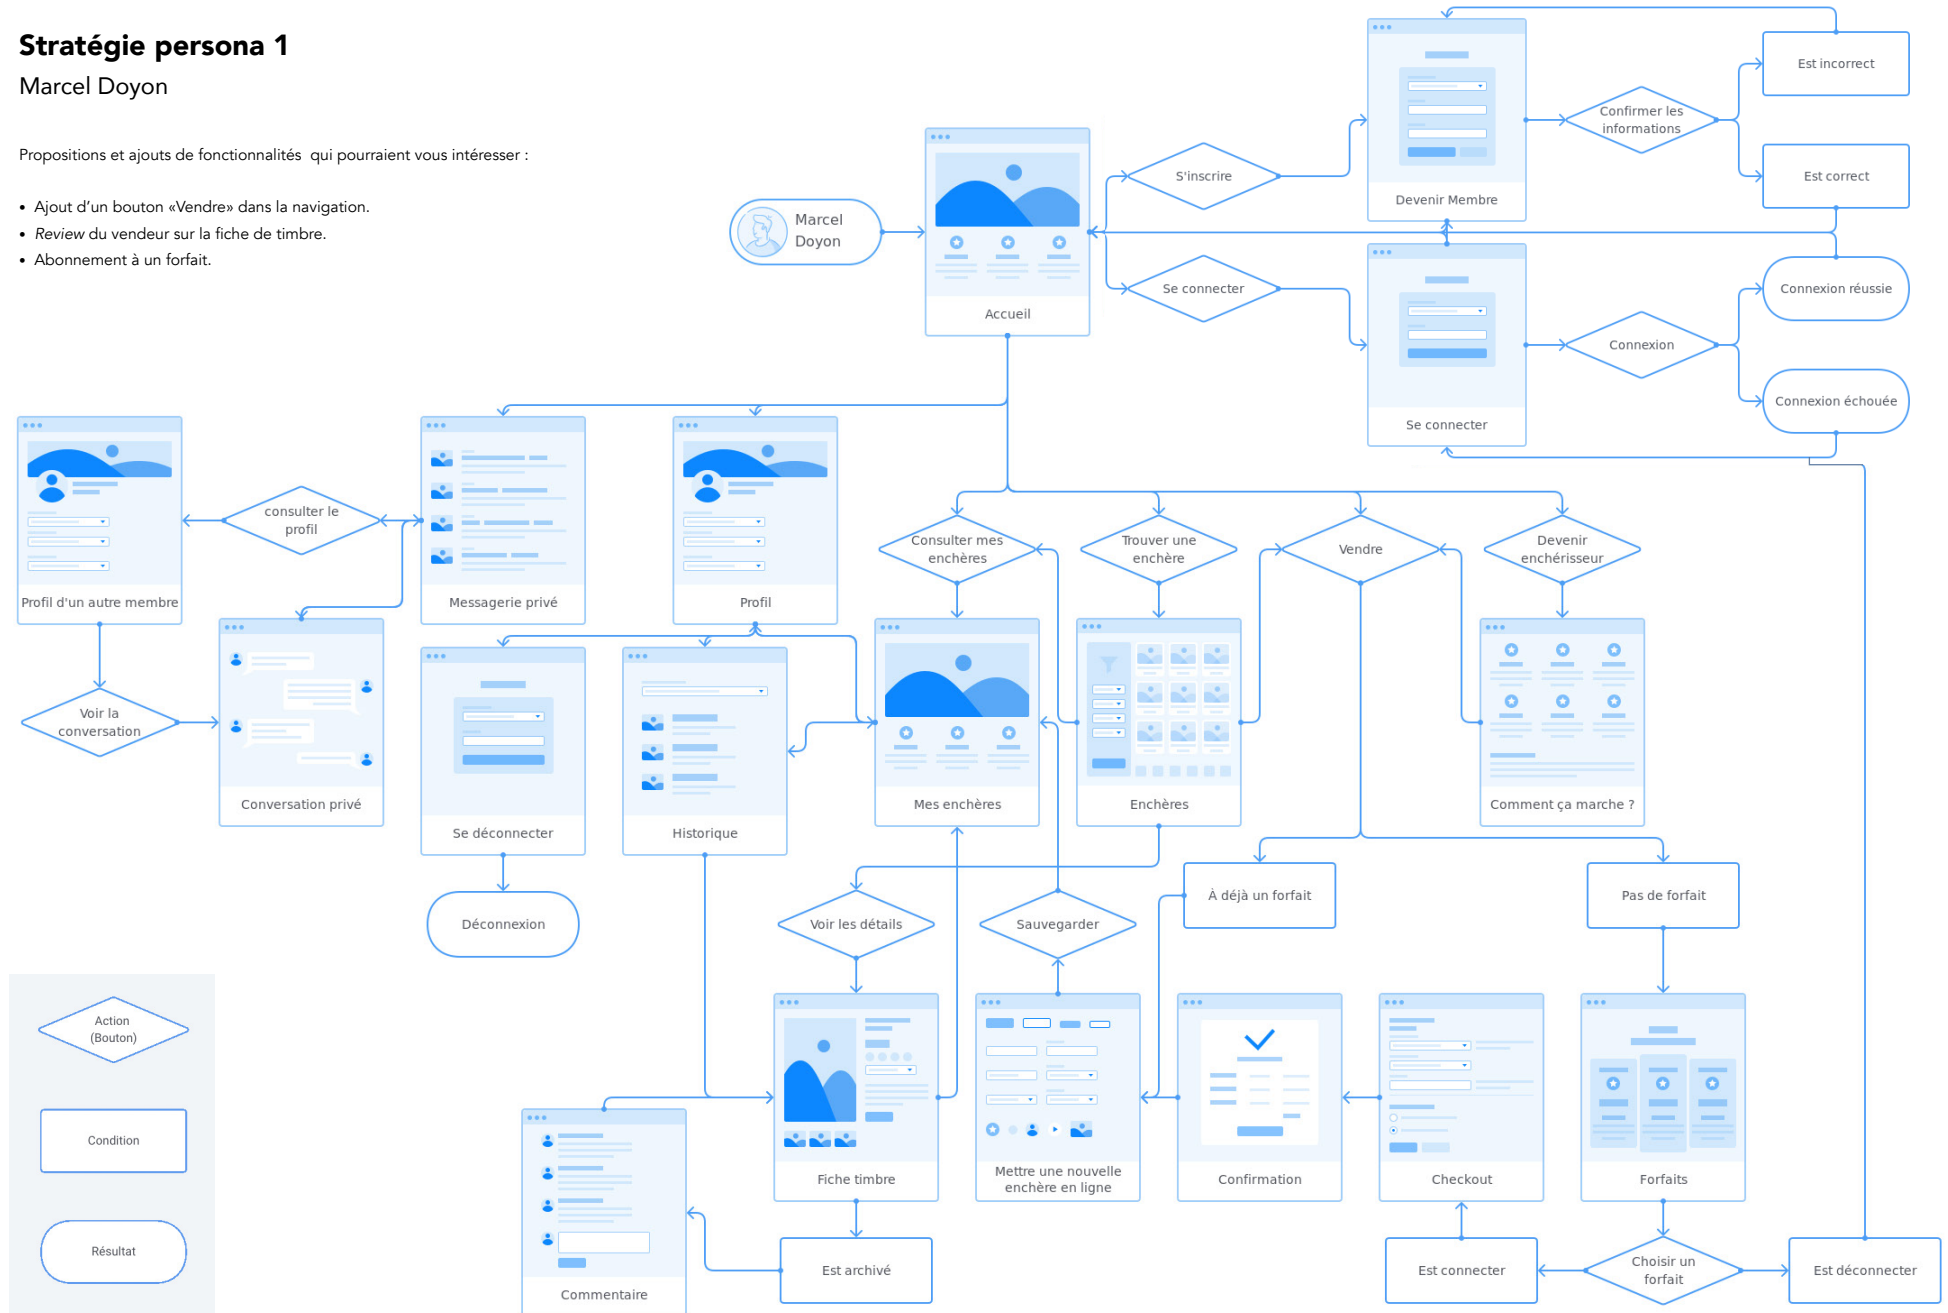 Stratégie persona 1
Marcel Doyon
Propositions et ajouts de fonctionnalités  qui pourraient vous intéresser :
• Ajout d'un bouton «Vendre» dans la navigation.
• Review du vendeur sur la fiche de timbre.
• Abonnement à un forfait.
Marcel
Doyon
Accueil
S'inscrire
Se connecter
Devenir Membre
Confirmer les
informations
Est incorrect
Est correct
Se connecter
Connexion
Connexion réussie
Connexion échouée
Profil d'un autre membre
consulter le
profil
Messagerie privé
Profil
Consulter mes
enchères
Trouver une
enchère
Vendre
Devenir
enchérisseur
Voir la
conversation
Conversation privé
Se déconnecter
Historique
Mes enchères
Enchères
Comment ça marche ?
Déconnexion
Voir les détails
Sauvegarder
À déjà un forfait
Pas de forfait
Fiche timbre
Mettre une nouvelle
enchère en ligne
Confirmation
Checkout
Forfaits
Commentaire
Est archivé
Est connecter
Choisir un
forfait
Est déconnecter
Action
(Bouton)
Condition
Résultat